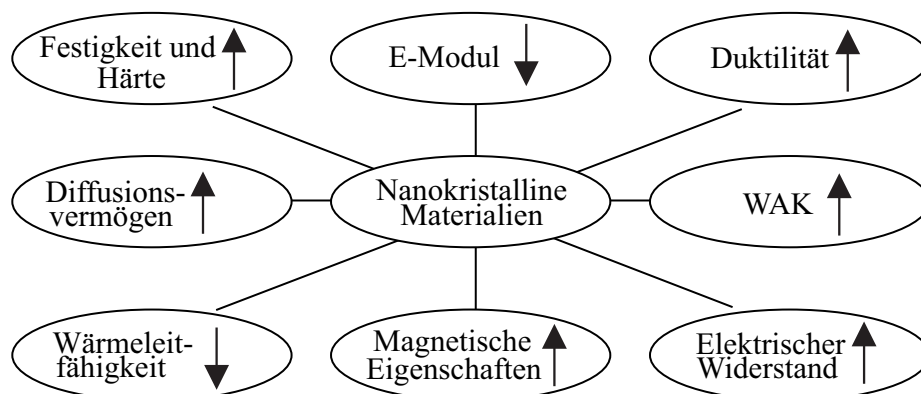 Festigkeit und
Härte
E-Modul
Duktilität
Diffusions-
vermögen
Nanokristalline
Materialien
WAK
Wärmeleit-
fähigkeit
Magnetische
Eigenschaften
Elektrischer
Widerstand